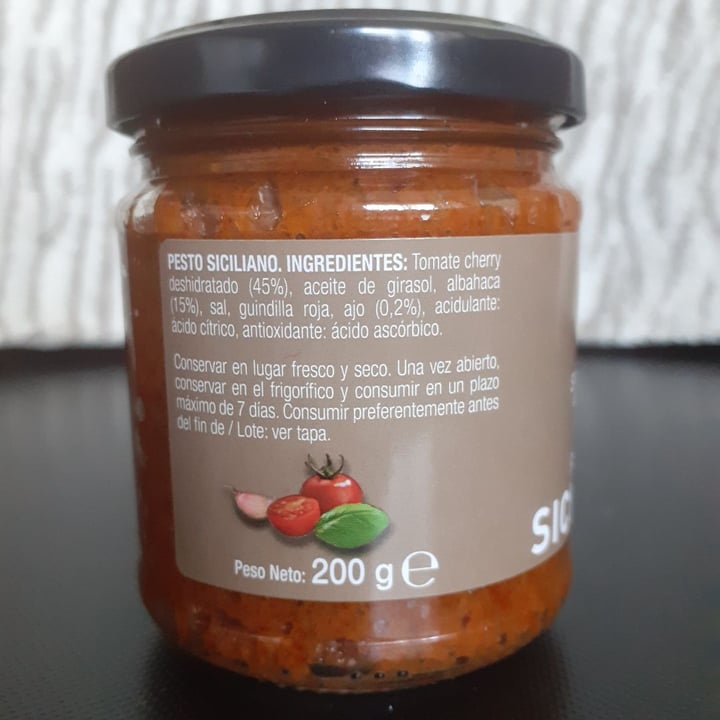 PESTO SICILIANO. INGREDIENTES: Tomate cherry
deshidratado (45%), aceite de girasol, albahaca
(15%), sal, guindilla roja, ajo (0,2%), acidulante:
ácido cítrico, antioxidante: ácido ascórbico.
Conservar en lugar fresco y seco. Una vez abierto,
conservar en el frigorífico y consumir en un plazo
máximo de 7 días. Consumir preferentemente antes
del fin de / Lote: ver tapa.
SIC
Peso Neto: 200 g ℮